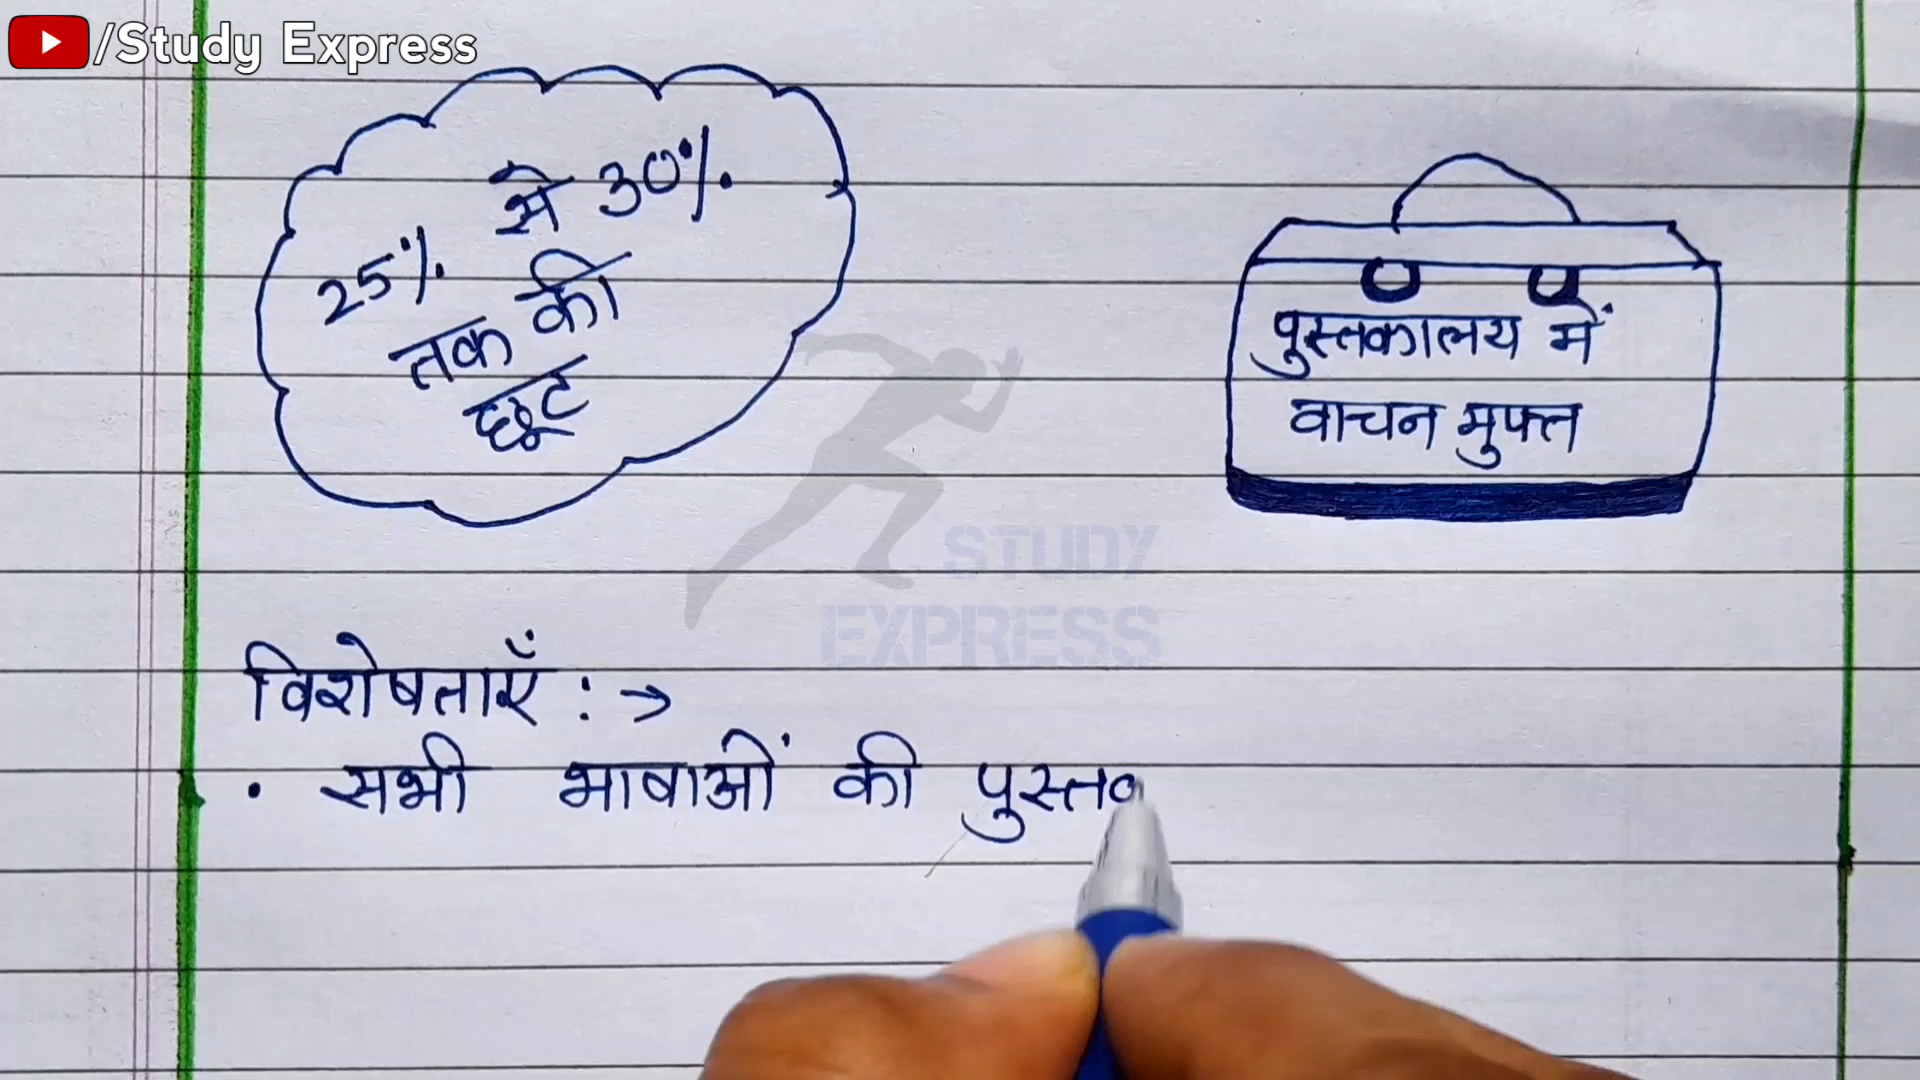 /Study Express
25% से 30%
तक की
छूट
पुस्तकालय में
वाचन मुफ्त
STUDY
EXPRESS
विशेषताएँ :→
• सभी भाषाओं की पुस्त